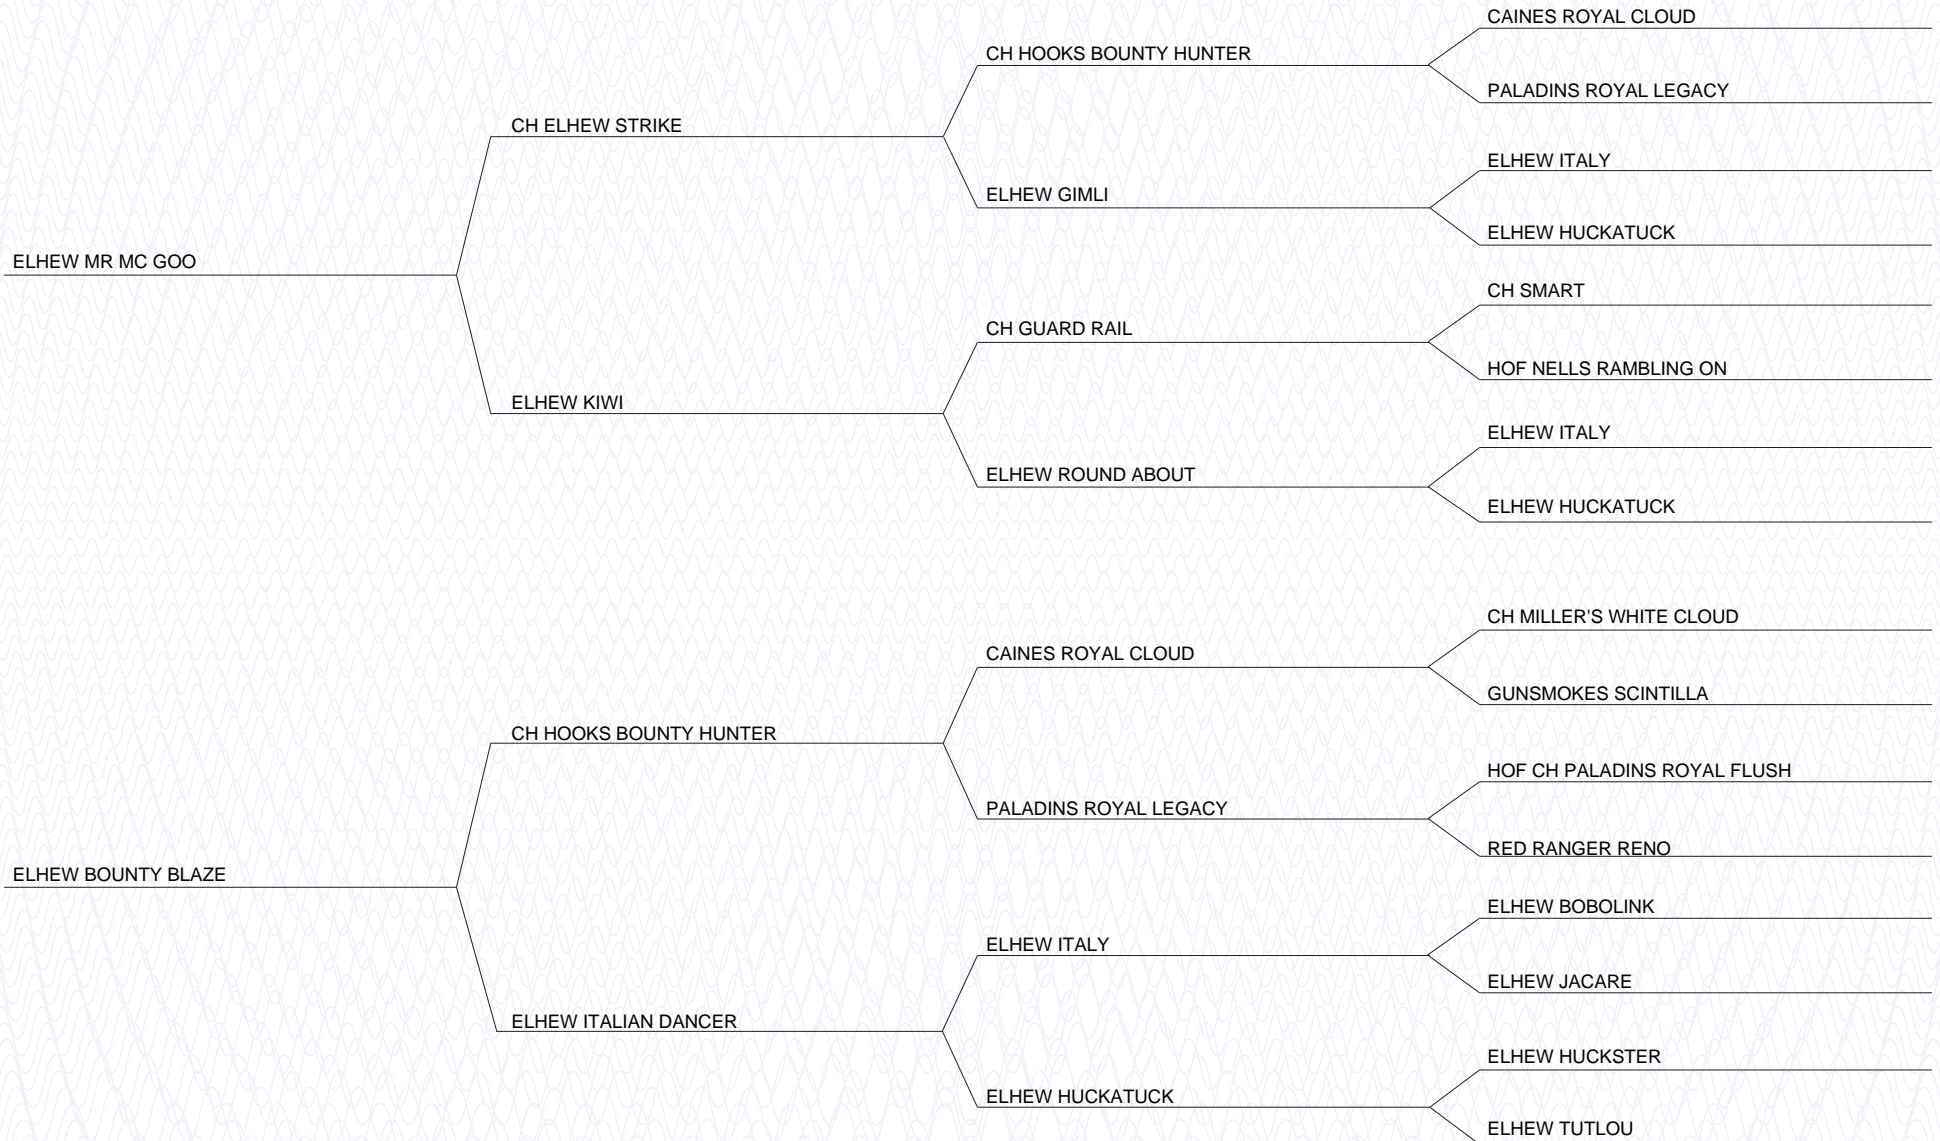 CAINES ROYAL CLOUD
CH HOOKS BOUNTY HUNTER
PALADINS ROYAL LEGACY
CH ELHEW STRIKE
ELHEW ITALY
ELHEW GIMLI
ELHEW HUCKATUCK
ELHEW MR MC GOO
CH SMART
CH GUARD RAIL
HOF NELLS RAMBLING ON
ELHEW KIWI
ELHEW ITALY
ELHEW ROUND ABOUT
ELHEW HUCKATUCK
CH MILLER'S WHITE CLOUD
CAINES ROYAL CLOUD
GUNSMOKES SCINTILLA
CH HOOKS BOUNTY HUNTER
HOF CH PALADINS ROYAL FLUSH
PALADINS ROYAL LEGACY
RED RANGER RENO
ELHEW BOUNTY BLAZE
ELHEW BOBOLINK
ELHEW ITALY
ELHEW JACARE
ELHEW ITALIAN DANCER
ELHEW HUCKSTER
ELHEW HUCKATUCK
ELHEW TUTLOU